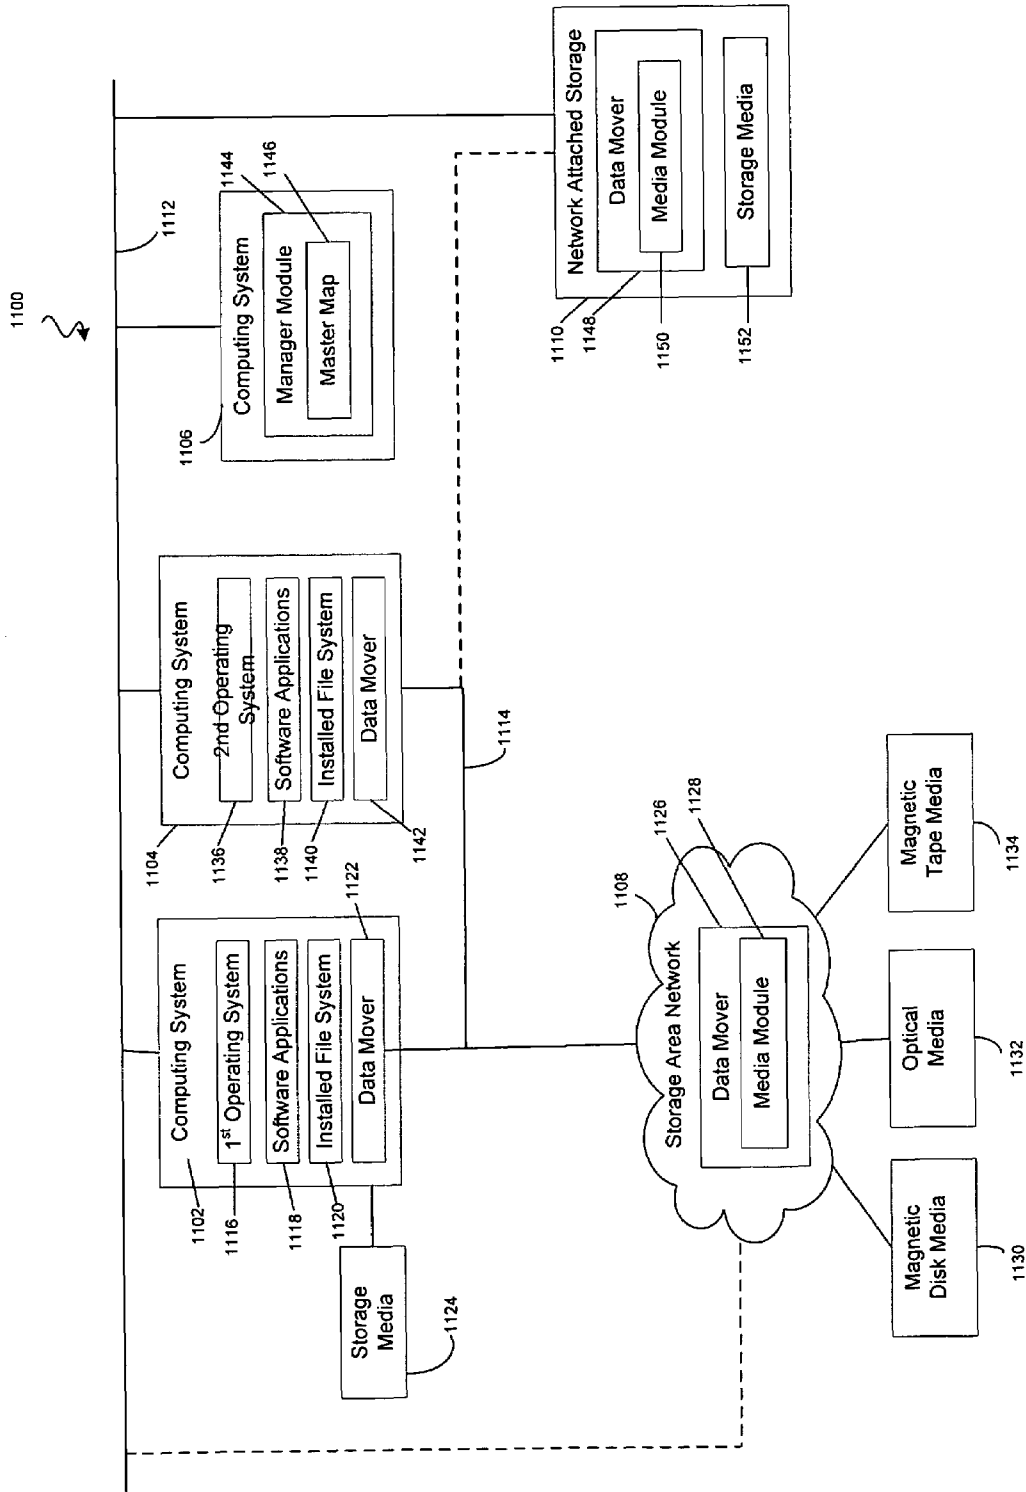 1100
1112
Computing System
1st Operating System
Software Applications
Installed File System
Data Mover
1102
1116
1118
1120
1122
Storage
Media
1124
Computing System
2nd Operating
System
Software Applications
Installed File System
Data Mover
1104
1136
1138
1140
1142
Computing System
Manager Module
Master Map
1106
1144
1146
1114
Network Attached Storage
Data Mover
Media Module
Storage Media
1110
1148
1150
1152
Storage Area Network
Data Mover
Media Module
1108
1126
1128
Magnetic
Disk Media
1130
Optical
Media
1132
Magnetic
Tape Media
1134